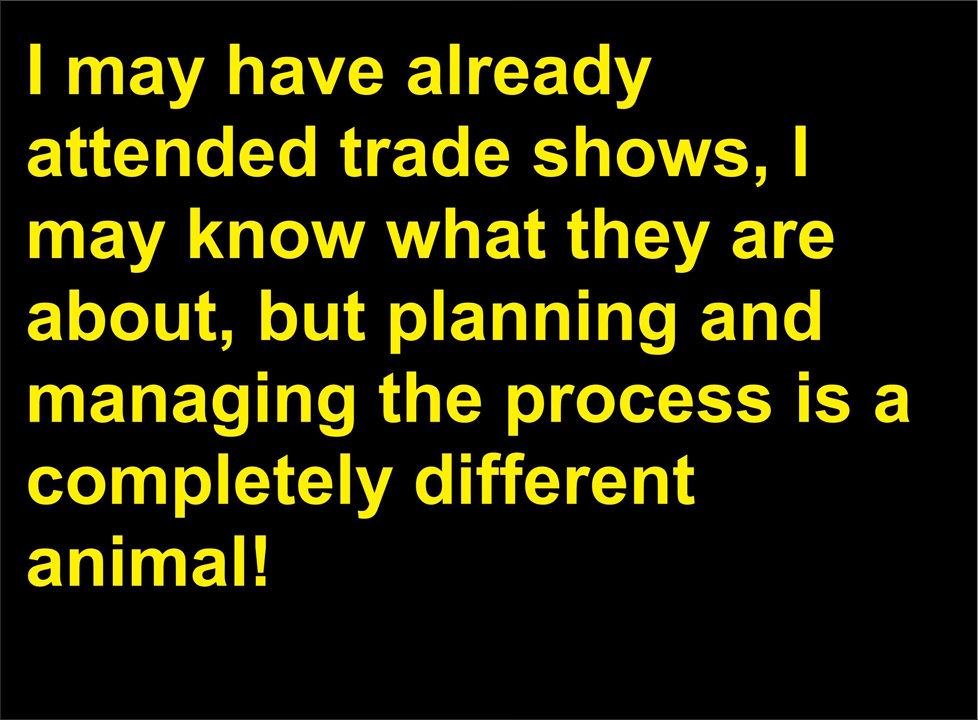 I may have already
attended trade shows, I
may know what they are
about, but planning and
managing the process is a
completely different
animal!